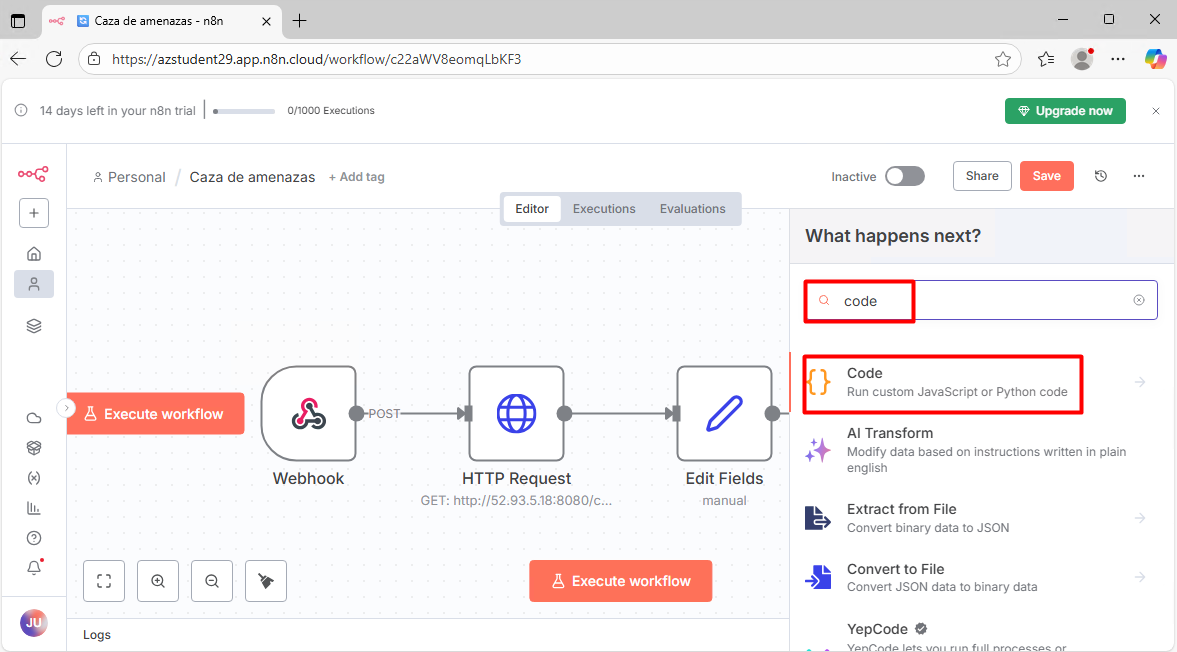 Caza de amenazas - n8n
https://azstudent29.app.n8n.cloud/workflow/c22aWV8eomqLbKF3
14 days left in your n8n trial
0/1000 Executions
Upgrade now
Personal / Caza de amenazas + Add tag
Inactive
Share
Save
Editor
Executions
Evaluations
What happens next?
code
Code
Run custom JavaScript or Python code
AI Transform
Modify data based on instructions written in plain
english
Extract from File
Convert binary data to JSON
Convert to File
Convert JSON data to binary data
YepCode
YepCode lets you run full processes or
Execute workflow
POST
Webhook
HTTP Request
GET: http://52.93.5.18:8080/c...
Edit Fields
manual
Execute workflow
JU
Logs